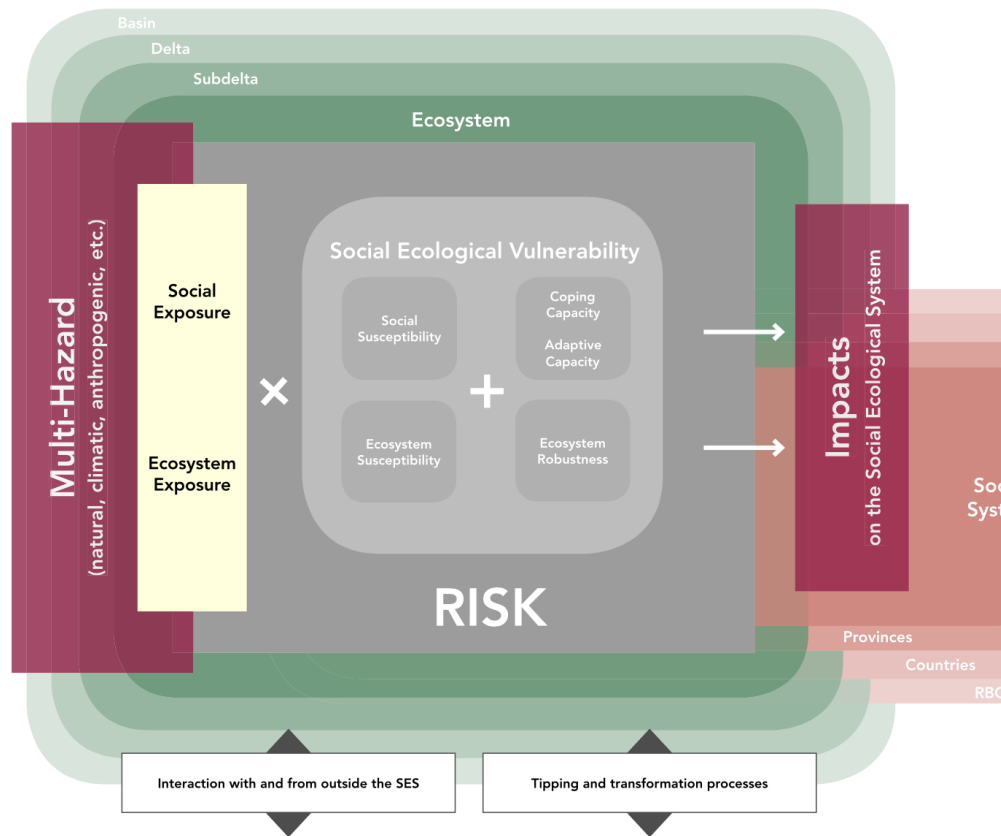 Basin
Delta
Subdelta
Ecosystem
Multi-Hazard
(natural, climatic, anthropogenic, etc.)
Social
Exposure
Ecosystem
Exposure
×
Social Ecological Vulnerability
Social
Susceptibility
Coping
Capacity
Adaptive
Capacity
+
Ecosystem
Susceptibility
Ecosystem
Robustness
RISK
Impacts
on the Social Ecological System
Provinces
Countries
Interaction with and from outside the SES
Tipping and transformation processes